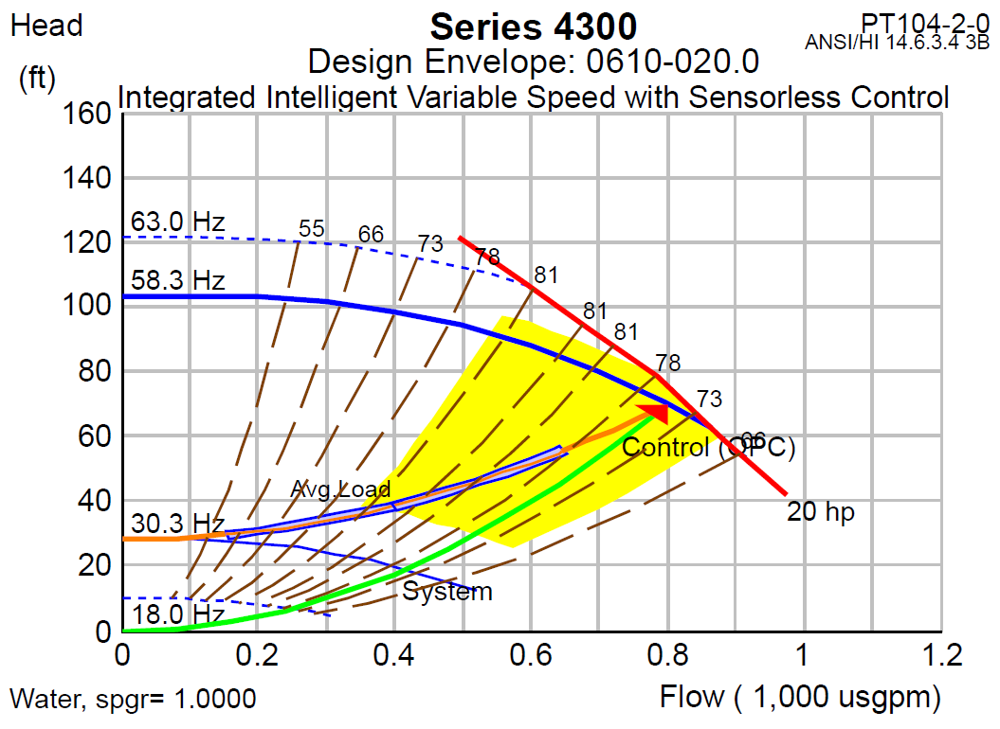 Head
Series 4300
PT104-2-0
ANSI/HI 14.6.3.4 3B
(ft)
Design Envelope: 0610-020.0
Integrated Intelligent Variable Speed with Sensorless Control
160
140
120
100
80
60
40
20
0
63.0 Hz
55
66
73
78
81
58.3 Hz
81
81
78
73
66
Control (OPC)
Avg.Load
20 hp
30.3 Hz
System
18.0 Hz
0
0.2
0.4
0.6
0.8
1
1.2
Water, spgr= 1.0000
Flow ( 1,000 usgpm)